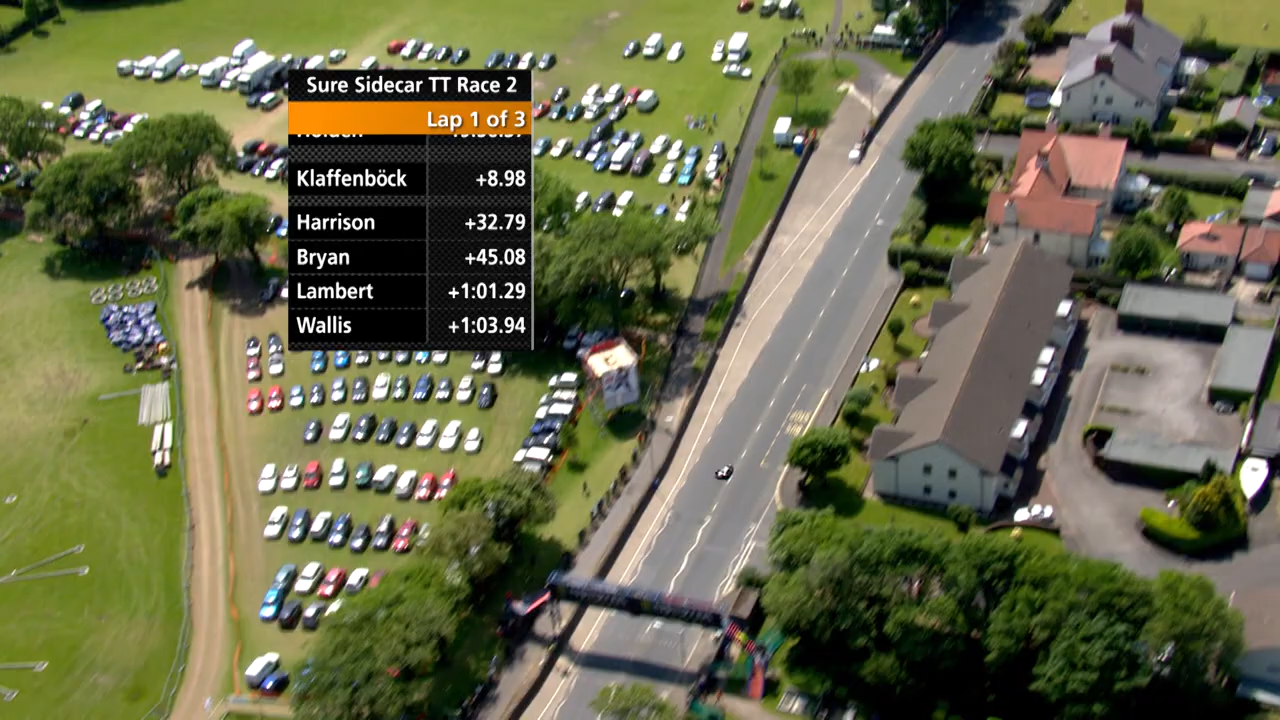 Sure Sidecar TT Race 2
Lap 1 of 3
Holden
Klaffenböck +8.98
Harrison +32.79
Bryan +45.08
Lambert +1:01.29
Wallis +1:03.94